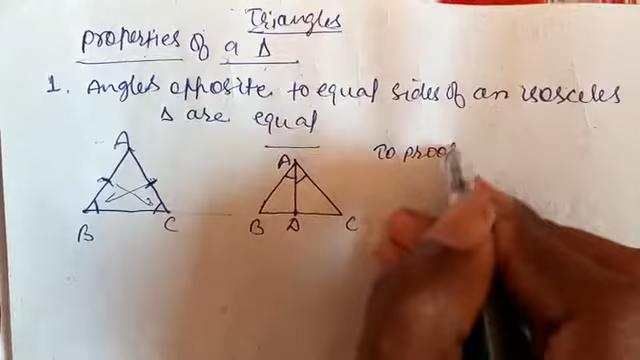 Triangles
properties of a Δ
1. Angles opposite to equal sides of an isosceles
Δ are equal
A
B C
A
B D C
To proof